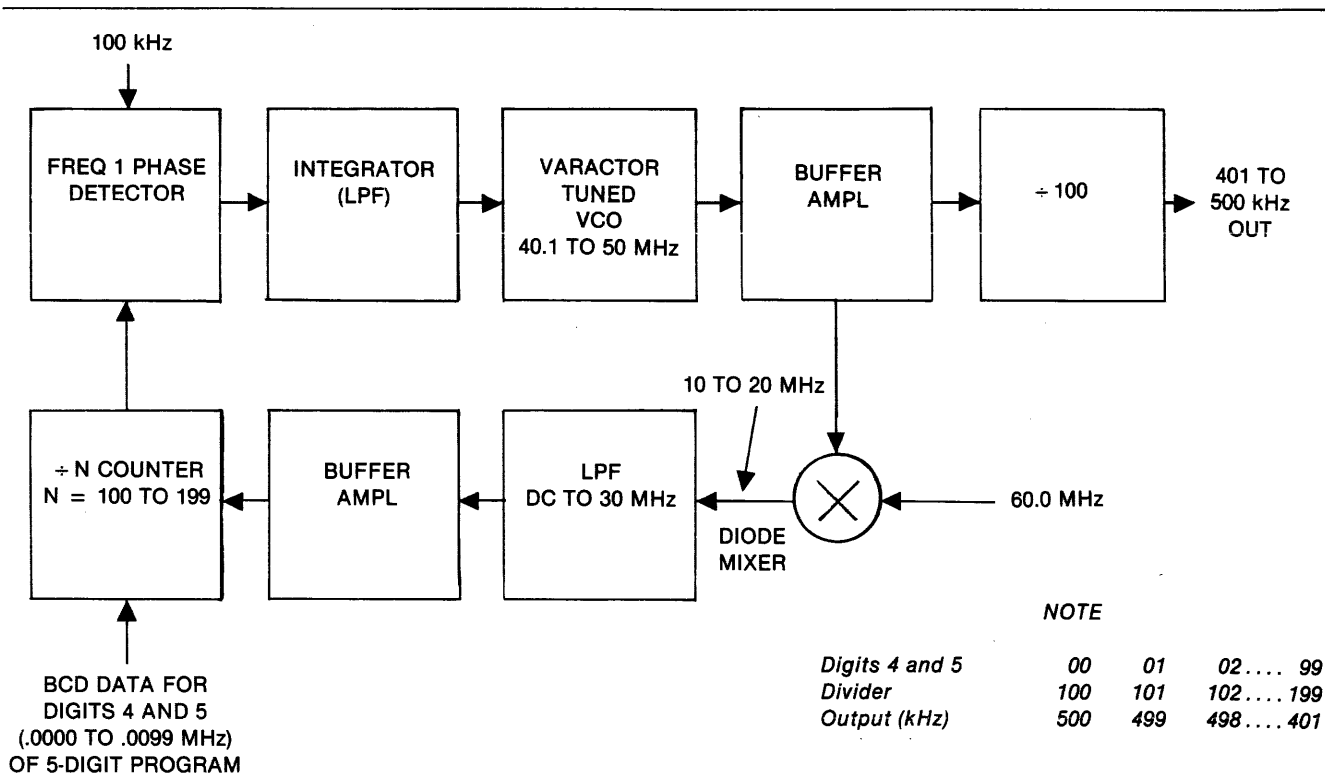 100 kHz
FREQ 1 PHASE
DETECTOR
INTEGRATOR
(LPF)
VARACTOR
TUNED
VCO
40.1 TO 50 MHz
BUFFER
AMPL
÷ 100
401 TO
500 kHz
OUT
10 TO 20 MHz
÷ N COUNTER
N = 100 TO 199
BUFFER
AMPL
LPF
DC TO 30 MHz
DIODE
MIXER
60.0 MHz
BCD DATA FOR
DIGITS 4 AND 5
(.0000 TO .0099 MHz)
OF 5-DIGIT PROGRAM
NOTE
Digits 4 and 5 00 01 02.... 99
Divider 100 101 102....199
Output (kHz) 500 499 498....401